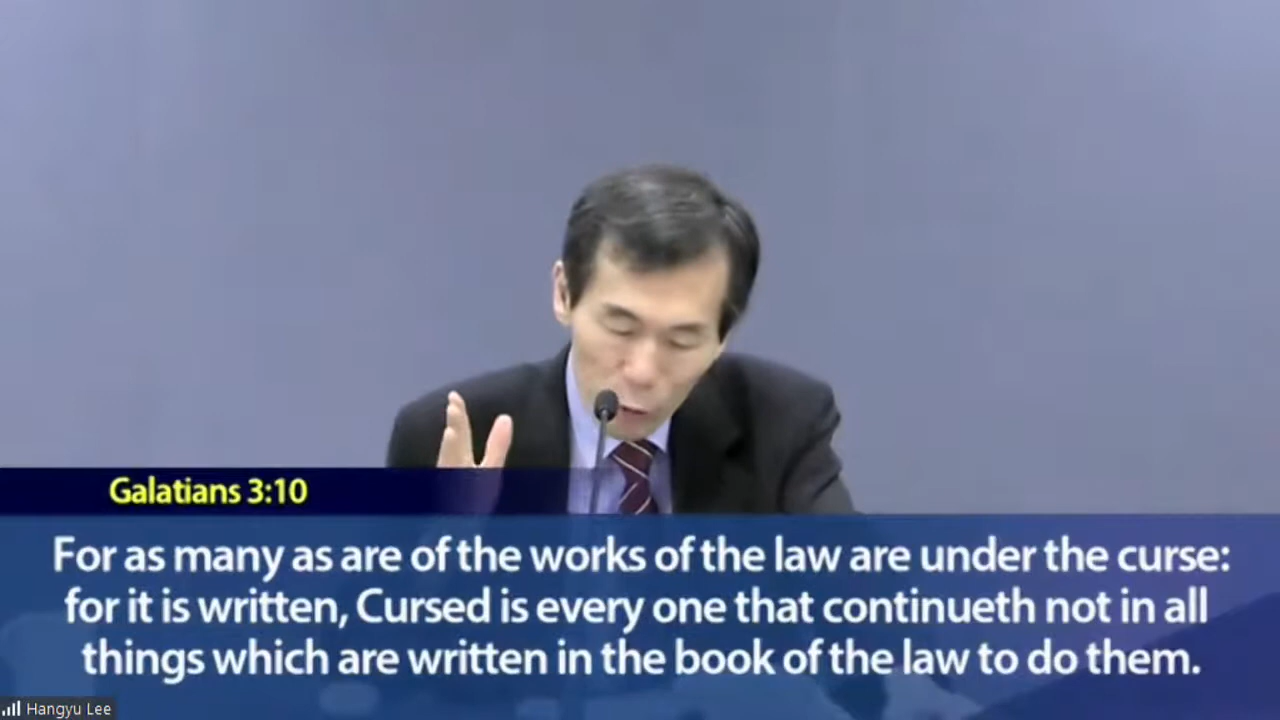 Galatians 3:10
For as many as are of the works of the law are under the curse:
for it is written, Cursed is every one that continueth not in all
things which are written in the book of the law to do them.
Hangyu Lee